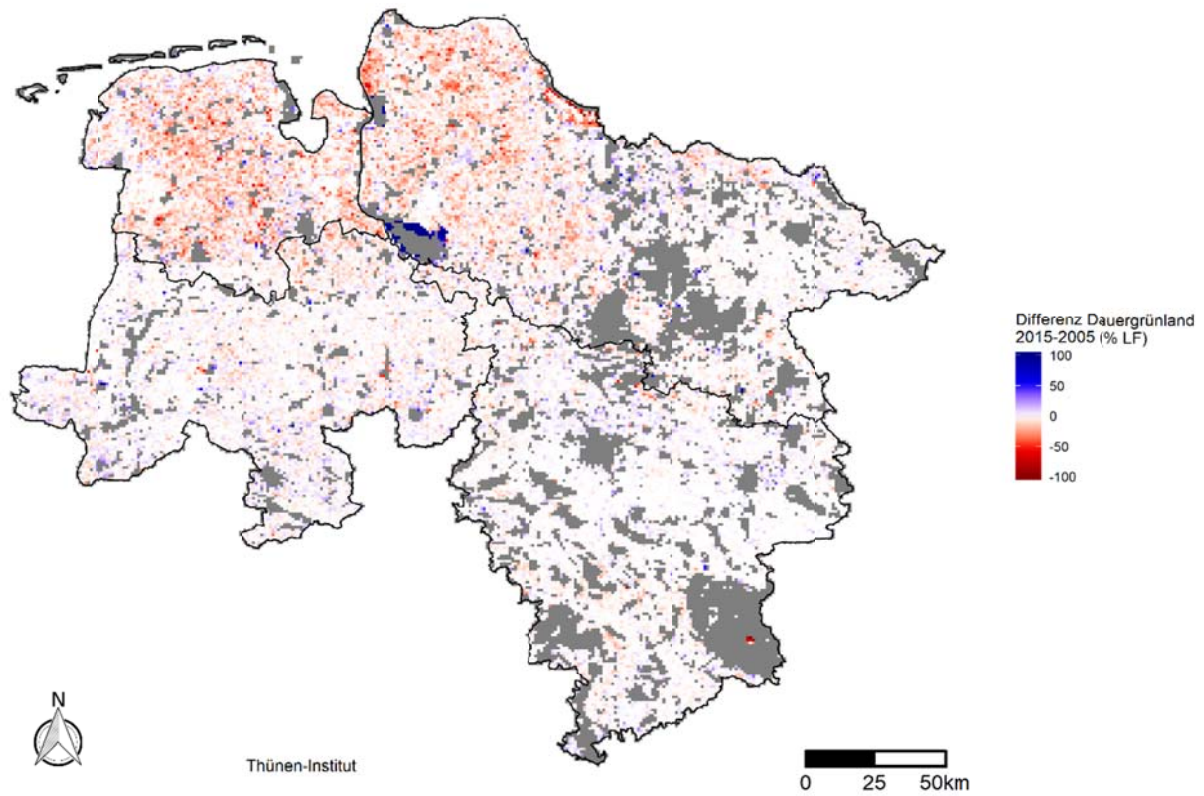 Differenz Dauergrünland
2015-2005 (% LF)
100
50
0
-50
-100
N
Thünen-Institut
0 25 50km